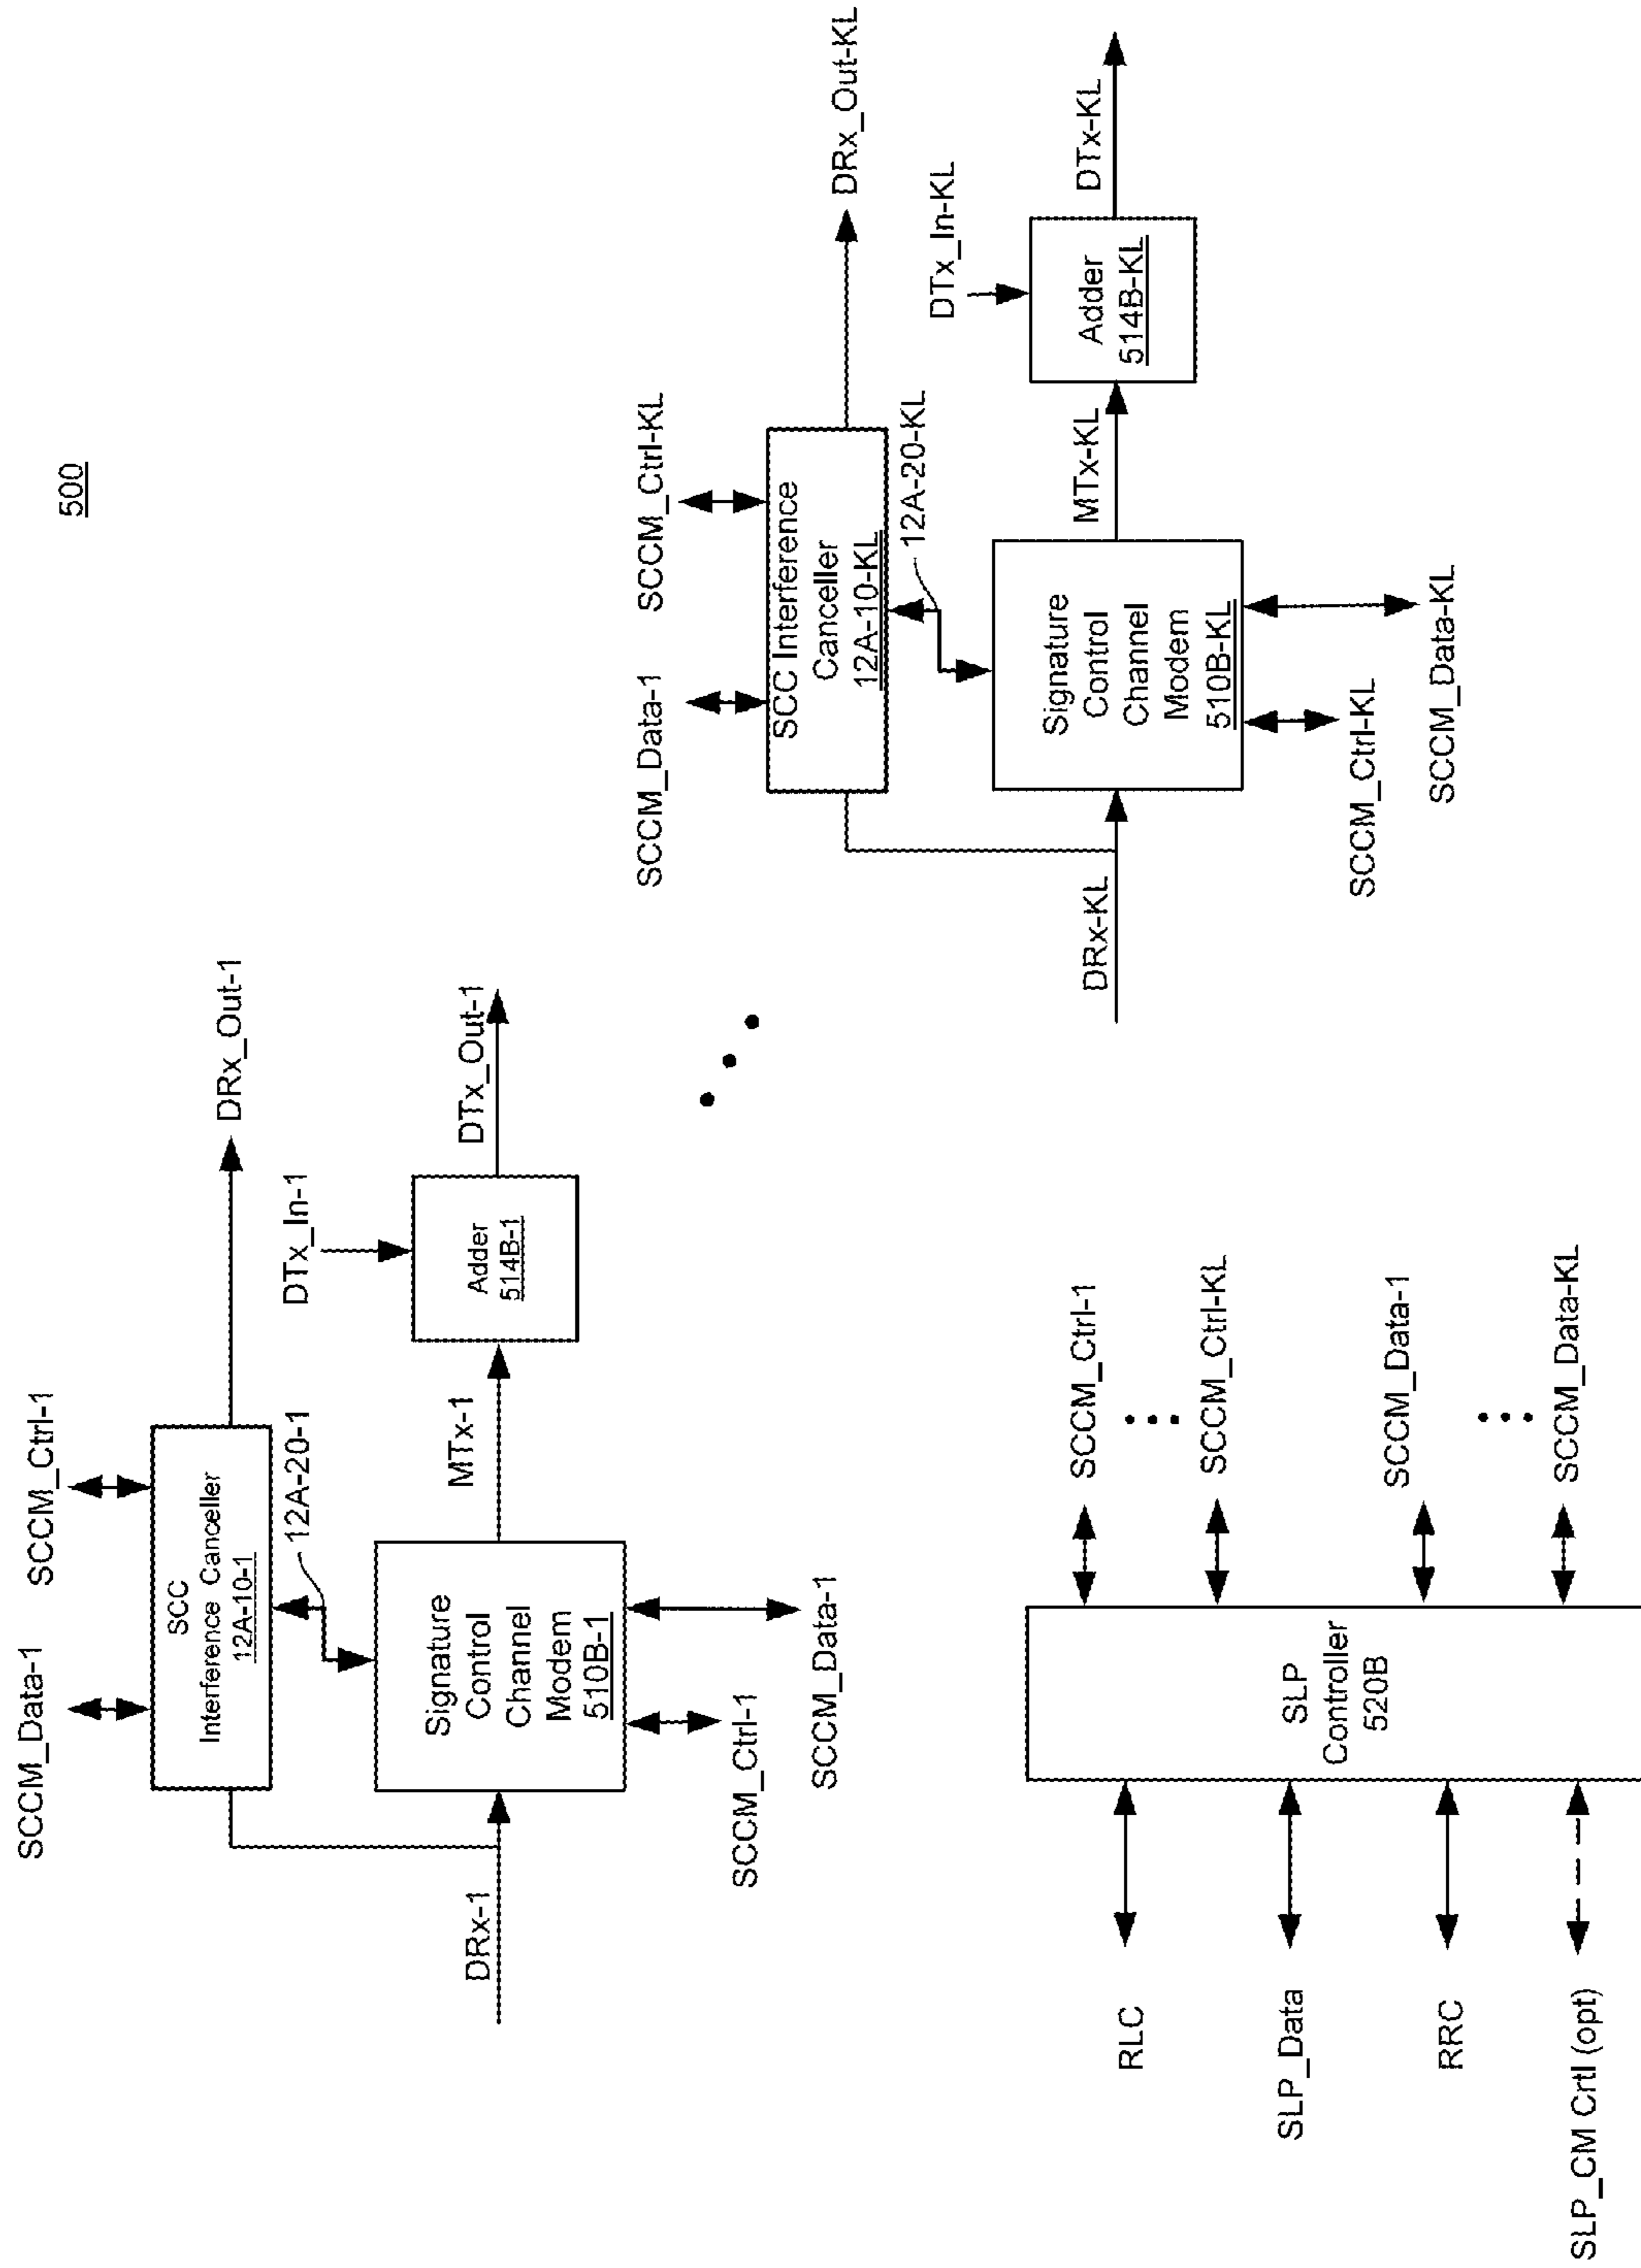 500
SCCM_Data-1
SCCM_Ctrl-1
SCC
Interference Canceller
12A-10-1
DRx_Out-1
12A-20-1
DTx_In-1
DRx-1
Signature
Control
Channel
Modem
510B-1
MTx-1
Adder
514B-1
DTx_Out-1
SCCM_Ctrl-1
SCCM_Data-1
SCCM_Data-1
SCCM_Ctrl-KL
SCC Interference
Canceller
12A-10-KL
DRx_Out-KL
12A-20-KL
DTx_In-KL
DRx-KL
Signature
Control
Channel
Modem
510B-KL
MTx-KL
Adder
514B-KL
DTx-KL
SCCM_Ctrl-KL
SCCM_Data-KL
RLC
SLP_Data
RRC
SLP_CM Crtl (opt)
SLP
Controller
520B
SCCM_Ctrl-1
SCCM_Ctrl-KL
SCCM_Data-1
SCCM_Data-KL